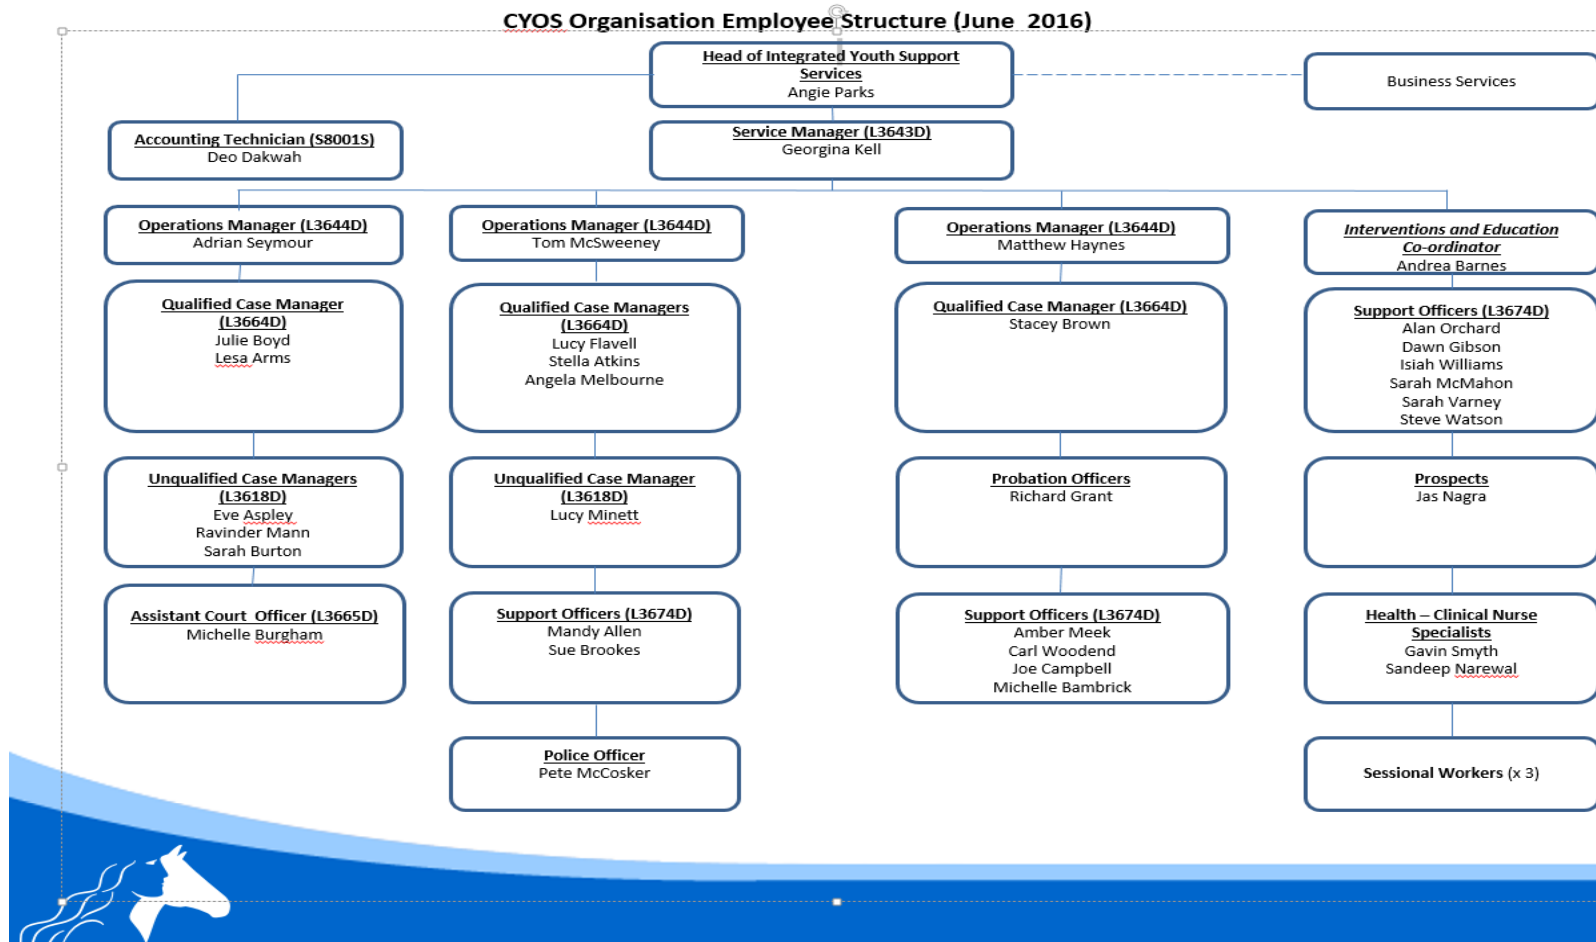 CYOS Organisation Employee Structure (June  2016)
Head of Integrated Youth Support
Services
Angie Parks
Business Services
Accounting Technician (S8001S)
Deo Dakwah
Service Manager (L3643D)
Georgina Kell
Operations Manager (L3644D)
Adrian Seymour
Operations Manager (L3644D)
Tom McSweeney
Operations Manager (L3644D)
Matthew Haynes
Interventions and Education
Co-ordinator
Andrea Barnes
Qualified Case Manager
(L3664D)
Julie Boyd
Lesa Arms
Qualified Case Managers
(L3664D)
Lucy Flavell
Stella Atkins
Angela Melbourne
Qualified Case Manager (L3664D)
Stacey Brown
Support Officers (L3674D)
Alan Orchard
Dawn Gibson
Isiah Williams
Sarah McMahon
Sarah Varney
Steve Watson
Unqualified Case Managers
(L3618D)
Eve Aspley
Ravinder Mann
Sarah Burton
Unqualified Case Manager
(L3618D)
Lucy Minett
Probation Officers
Richard Grant
Prospects
Jas Nagra
Assistant Court  Officer (L3665D)
Michelle Burgham
Support Officers (L3674D)
Mandy Allen
Sue Brookes
Support Officers (L3674D)
Amber Meek
Carl Woodend
Joe Campbell
Michelle Bambrick
Health – Clinical Nurse
Specialists
Gavin Smyth
Sandeep Narewal
Police Officer
Pete McCosker
Sessional Workers (x 3)